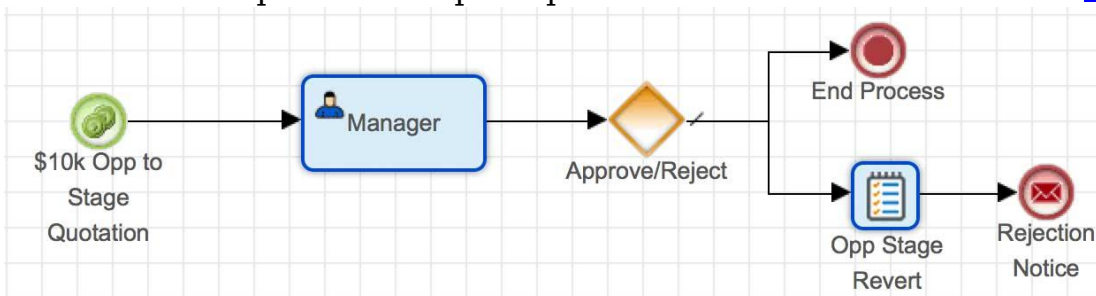 $10k Opp to
Stage
Quotation
Manager
Approve/Reject
End Process
Opp Stage
Revert
Rejection
Notice